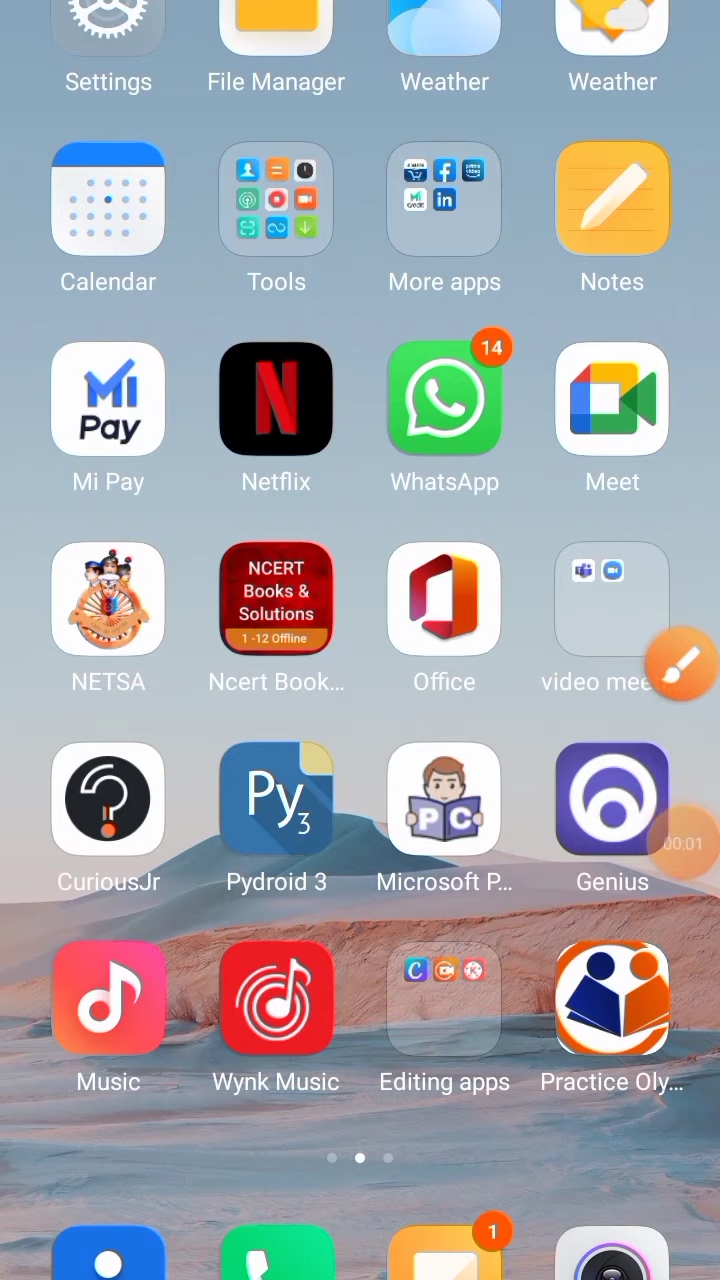 Settings
File Manager
Weather
Weather
Calendar
Tools
More apps
Notes
14
Mi
Pay
N
Mi Pay
Netflix
WhatsApp
Meet
NCERT
Books &
Solutions
1 -12 Offline
NETSA
Ncert Book...
Office
video mee
Py3
P C
00:01
CuriousJr
Pydroid 3
Microsoft P...
Genius
Music
Wynk Music
Editing apps
Practice Oly...
1